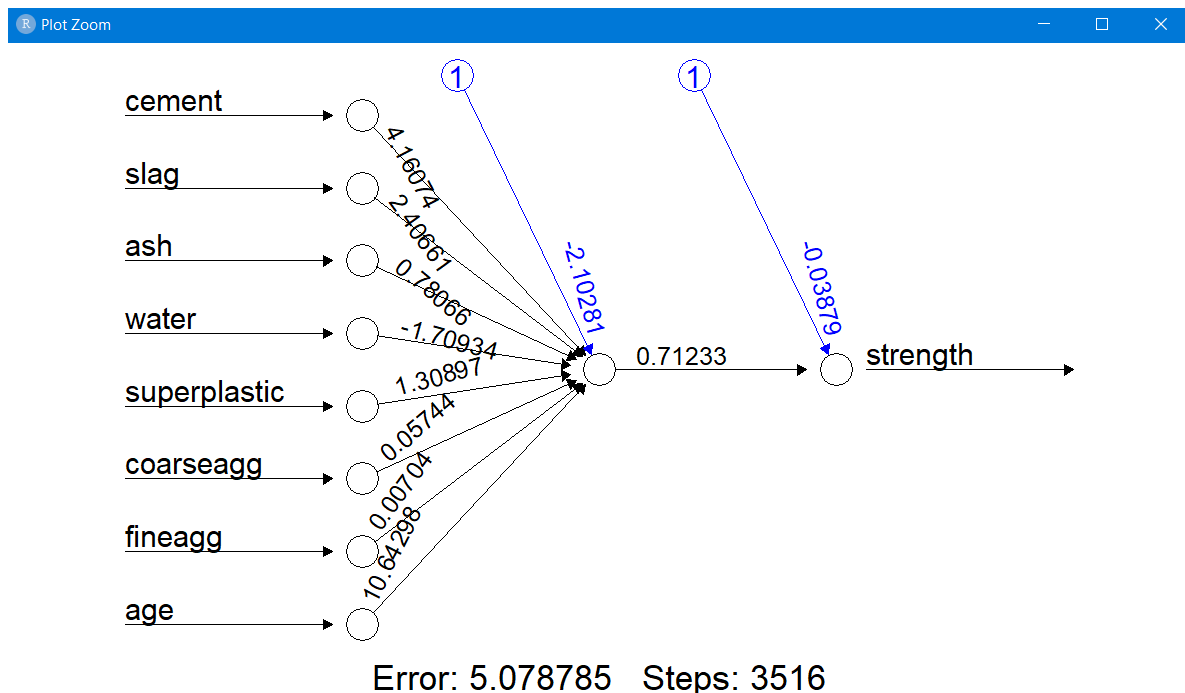 R Plot Zoom
1
1
cement
4.16074
slag
2.40661
ash
0.78066
-2.10281
-0.03879
water
-1.70934
0.71233
strength
superplastic
1.30897
coarseagg
0.05744
fineagg
0.00704
age
10.64298
Error: 5.078785 Steps: 3516